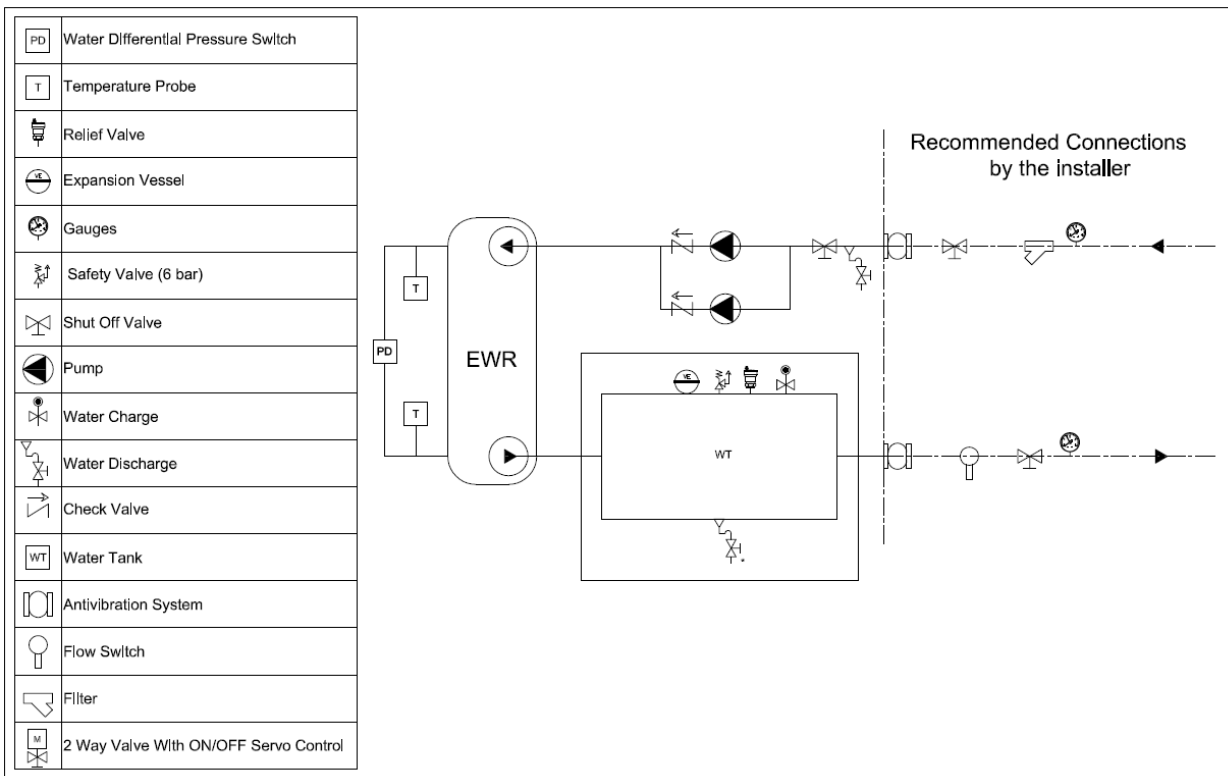 PD Water Differential Pressure Switch
T Temperature Probe
Relief Valve
VE Expansion Vessel
Gauges
Safety Valve (6 bar)
Shut Off Valve
Pump
Water Charge
Water Discharge
Check Valve
WT Water Tank
Antivibration System
Flow Switch
Filter
M 2 Way Valve With ON/OFF Servo Control
Recommended Connections
by the installer
T
PD
EWR
T
VE
WT
*